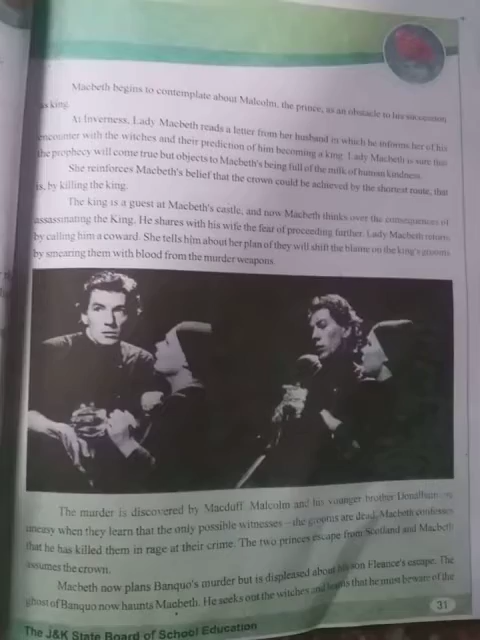 Macbeth begins to contemplate about Malcolm, the prince, as an obstacle to his succession
as king.
At Inverness, Lady Macbeth reads a letter from her husband in which he informs her of his
encounter with the witches and their prediction of him becoming a king. Lady Macbeth is sure that
the prophecy will come true but objects to Macbeth's being full of the milk of human kindness.
She reinforces Macbeth's belief that the crown could be achieved by the shortest route, that
is, by killing the king.
The king is a guest at Macbeth's castle, and now Macbeth thinks over the consequences of
assassinating the King. He shares with his wife the fear of proceeding further. Lady Macbeth retorts
by calling him a coward. She tells him about her plan of they will shift the blame on the king's grooms
by smearing them with blood from the murder weapons.
The murder is discovered by Macduff. Malcolm and his younger brother Donalbain
uneasy when they learn that the only possible witnesses – the grooms are dead. Macbeth confesses
that he has killed them in rage at their crime. The two princes escape from Scotland and Macbeth
assumes the crown.
Macbeth now plans Banquo's murder but is displeased about his son Fleance's escape. The
ghost of Banquo now haunts Macbeth. He seeks out the witches and learns that he must beware of the
31
The J&K State Board of School Education